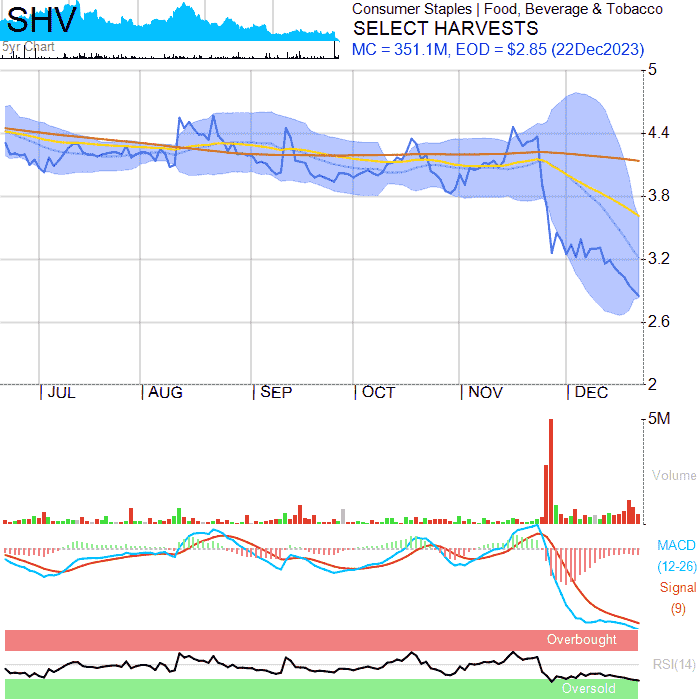 SHV
5yr Chart
Consumer Staples | Food, Beverage & Tobacco
SELECT HARVESTS
MC = 351.1M, EOD = $2.85 (22Dec2023)
5
4.4
3.8
3.2
2.6
2
| JUL | AUG | SEP | OCT | NOV | DEC
5M
Volume
MACD
(12-26)
Signal
(9)
Overbought
RSI(14)
Oversold